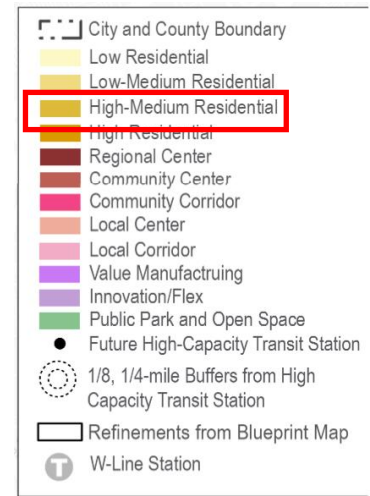 City and County Boundary
Low Residential
Low-Medium Residential
High-Medium Residential
High Residential
Regional Center
Community Center
Community Corridor
Local Center
Local Corridor
Value Manufactruing
Innovation/Flex
Public Park and Open Space
Future High-Capacity Transit Station
1/8, 1/4-mile Buffers from High
Capacity Transit Station
Refinements from Blueprint Map
T W-Line Station